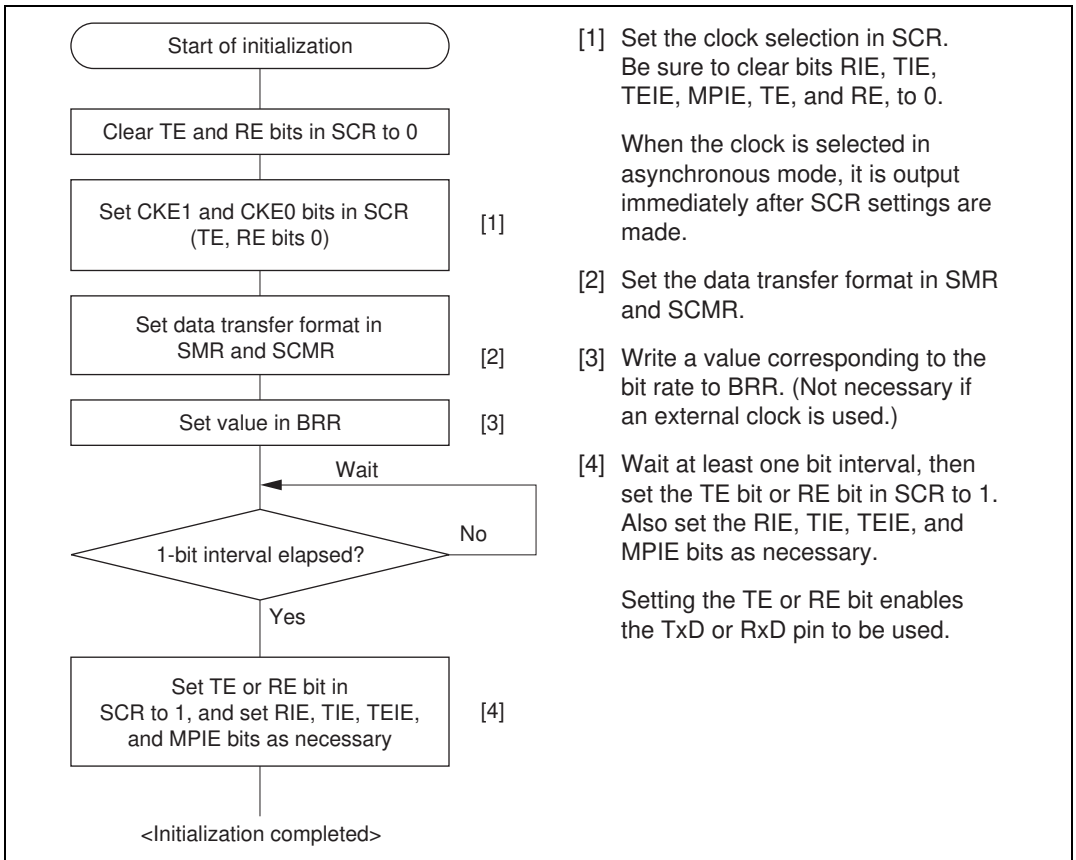 Start of initialization
Clear TE and RE bits in SCR to 0
Set CKE1 and CKE0 bits in SCR
(TE, RE bits 0)
[1]
Set data transfer format in
SMR and SCMR
[2]
Set value in BRR
[3]
Wait
No
1-bit interval elapsed?
Yes
Set TE or RE bit in
SCR to 1, and set RIE, TIE, TEIE,
and MPIE bits as necessary
[4]
<Initialization completed>
[1] Set the clock selection in SCR.
Be sure to clear bits RIE, TIE,
TEIE, MPIE, TE, and RE, to 0.
When the clock is selected in
asynchronous mode, it is output
immediately after SCR settings are
made.
[2] Set the data transfer format in SMR
and SCMR.
[3] Write a value corresponding to the
bit rate to BRR. (Not necessary if
an external clock is used.)
[4] Wait at least one bit interval, then
set the TE bit or RE bit in SCR to 1.
Also set the RIE, TIE, TEIE, and
MPIE bits as necessary.
Setting the TE or RE bit enables
the TxD or RxD pin to be used.